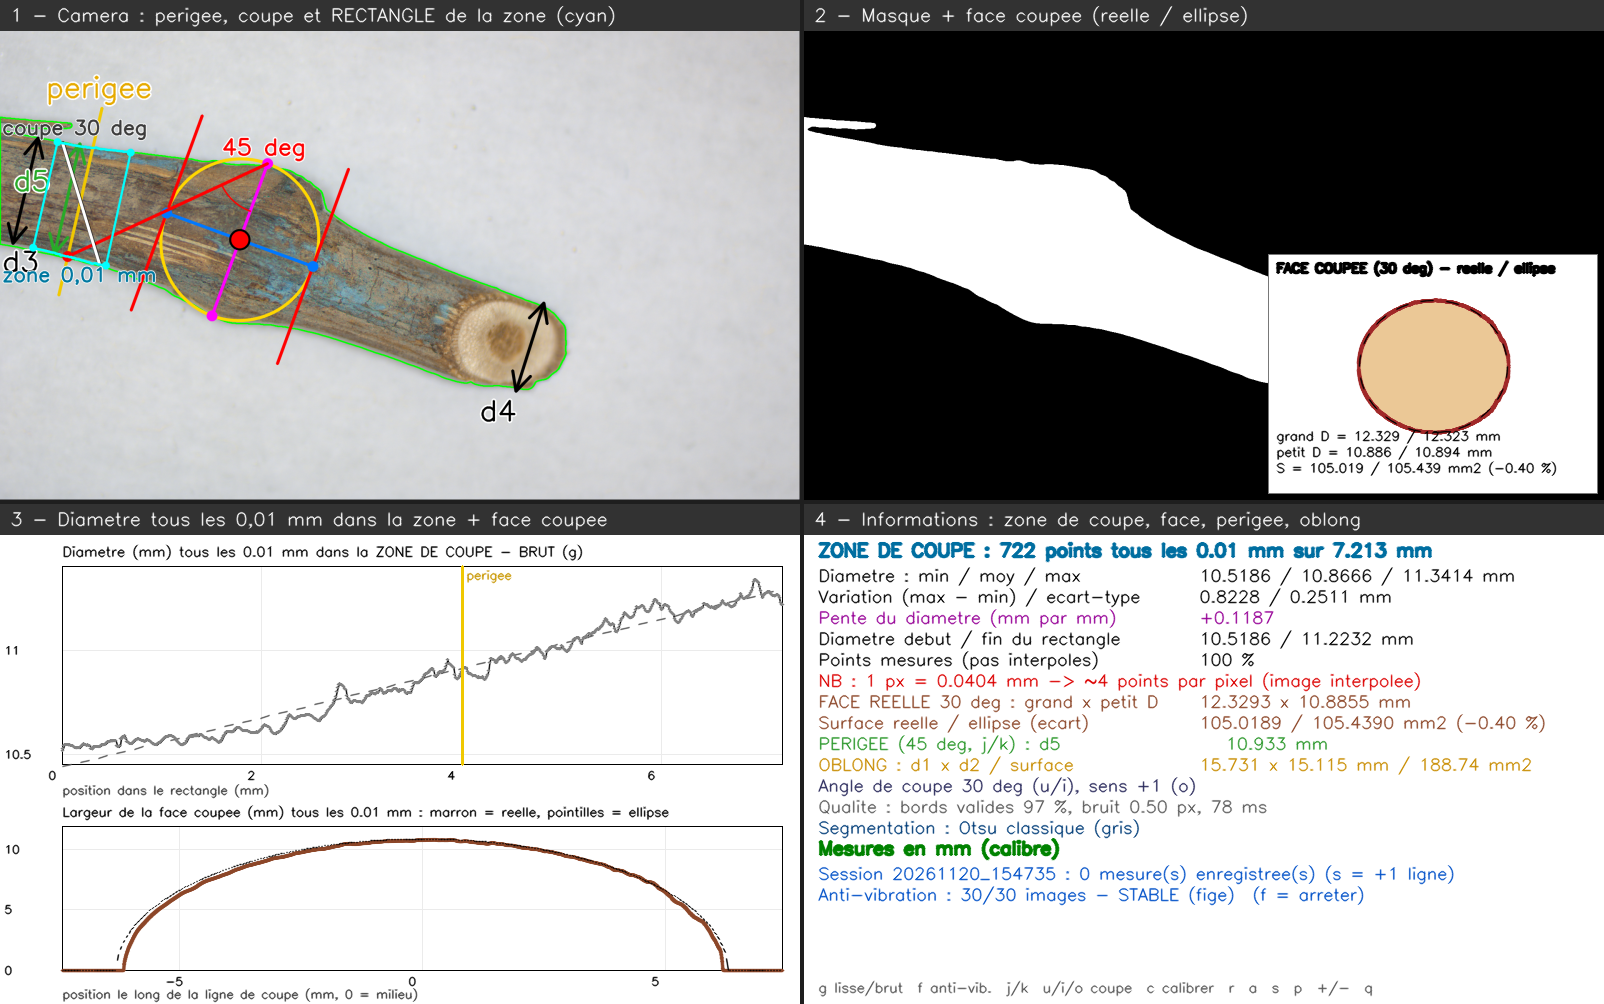 1 - Camera : perigee, coupe et RECTANGLE de la zone (cyan)
perigee
coupe 30 deg
45 deg
d5
d3
zone 0,01 mm
d4
2 - Masque + face coupee (reelle / ellipse)
FACE COUPEE (30 deg) - reelle / ellipse
grand D = 12.329 / 12.323 mm
petit D = 10.886 / 10.894 mm
S = 105.019 / 105.439 mm2 (-0.40 %)
3 - Diametre tous les 0,01 mm dans la zone + face coupee
Diametre (mm) tous les 0.01 mm dans la ZONE DE COUPE - BRUT (g)
perigee
11
10.5
0 2 4 6
position dans le rectangle (mm)
Largeur de la face coupee (mm) tous les 0.01 mm : marron = reelle, pointilles = ellipse
10
5
0
-5 0 5
position le long de la ligne de coupe (mm, 0 = milieu)
4 - Informations : zone de coupe, face, perigee, oblong
ZONE DE COUPE : 722 points tous les 0.01 mm sur 7.213 mm
Diametre : min / moy / max 10.5186 / 10.8666 / 11.3414 mm
Variation (max - min) / ecart-type 0.8228 / 0.2511 mm
Pente du diametre (mm par mm) +0.1187
Diametre debut / fin du rectangle 10.5186 / 11.2232 mm
Points mesures (pas interpoles) 100 %
NB : 1 px = 0.0404 mm -> ~4 points par pixel (image interpolee)
FACE REELLE 30 deg : grand x petit D 12.3293 x 10.8855 mm
Surface reelle / ellipse (ecart) 105.0189 / 105.4390 mm2 (-0.40 %)
PERIGEE (45 deg, j/k) : d5 10.933 mm
OBLONG : d1 x d2 / surface 15.731 x 15.115 mm / 188.74 mm2
Angle de coupe 30 deg (u/i), sens +1 (o)
Qualite : bords valides 97 %, bruit 0.50 px, 78 ms
Segmentation : Otsu classique (gris)
Mesures en mm (calibre)
Session 20261120_154735 : 0 mesure(s) enregistree(s) (s = +1 ligne)
Anti-vibration : 30/30 images - STABLE (fige) (f = arreter)
g lisse/brut f anti-vib. j/k u/i/o coupe c calibrer r a s p +/- q